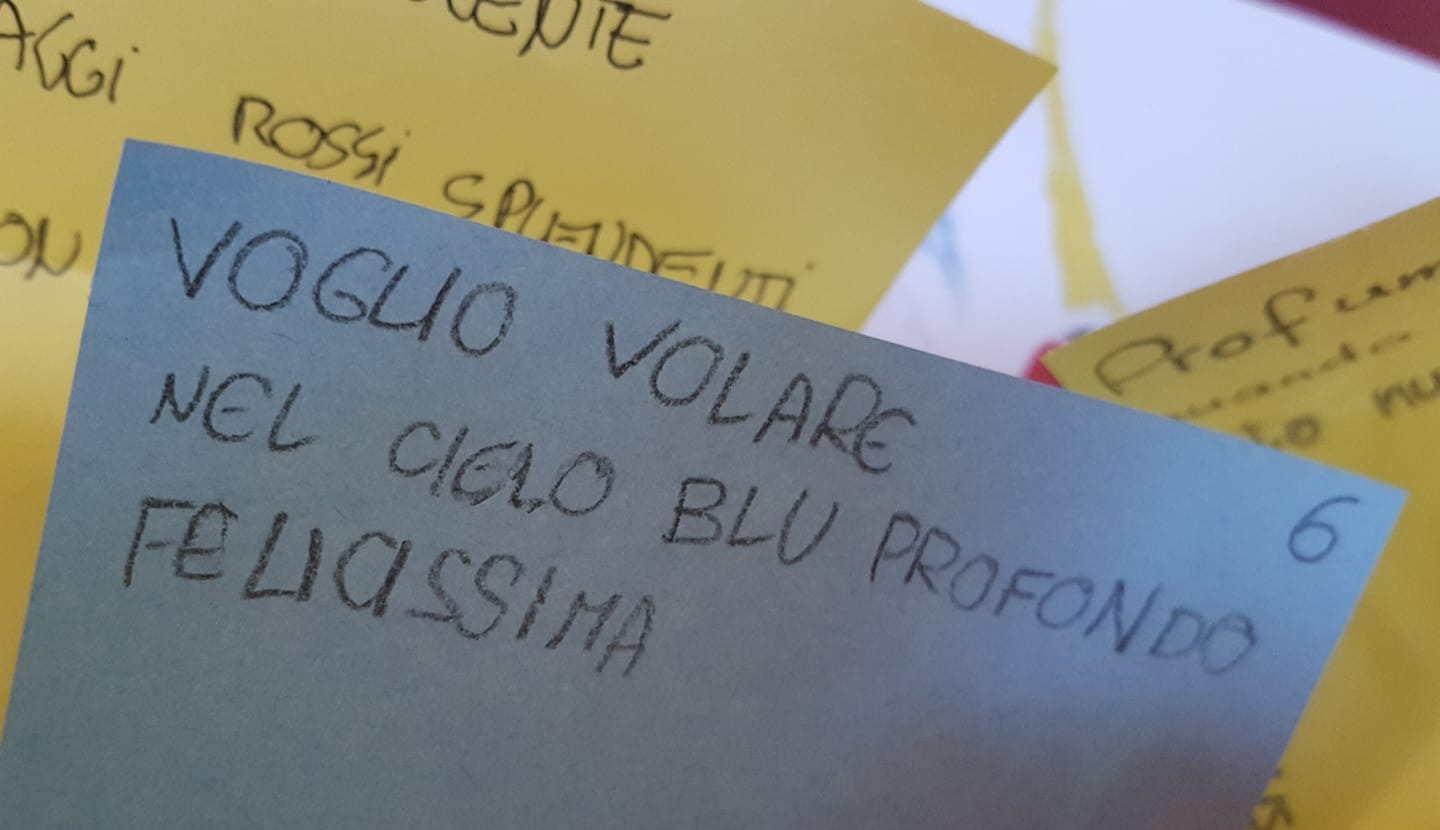 ROSSi SPLENDENTi
VOGLIO VOLARE
NEL CIELO BLU PROFONDO
FELICISSIMA
6